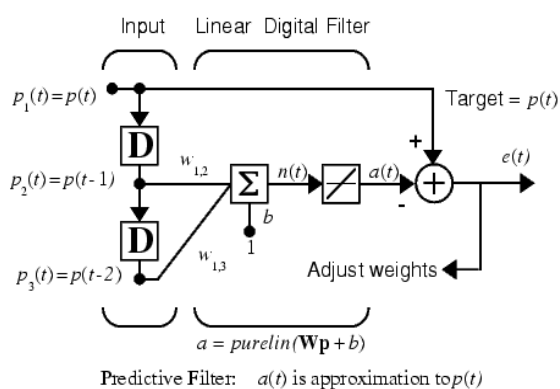 Input Linear Digital Filter
p1(t)=p(t)
Target = p(t)
D
+
e(t)
p2(t)=p(t-1)
w1,2
Σ
n(t)
a(t)
+
-
b
D
1
w1,3
p3(t)=p(t-2)
Adjust weights
a = purelin(Wp + b)
Predictive Filter: a(t) is approximation to p(t)